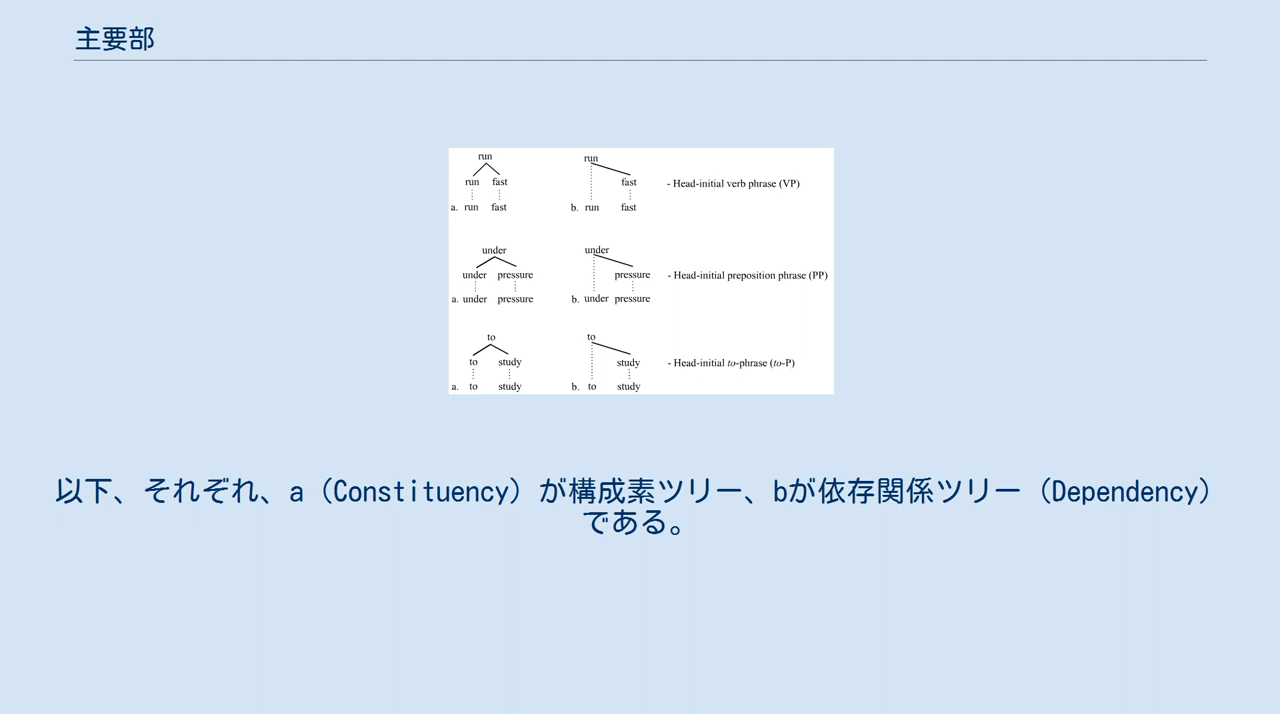 主要部
run run
run fast fast - Head-initial verb phrase (VP)
a. run fast b. run fast
under under
under pressure pressure - Head-initial preposition phrase (PP)
a. under pressure b. under pressure
to to
to study study - Head-initial to-phrase (to-P)
a. to study b. to study
以下、それぞれ、a（Constituency）が構成素ツリー、bが依存関係ツリー（Dependency）
である。